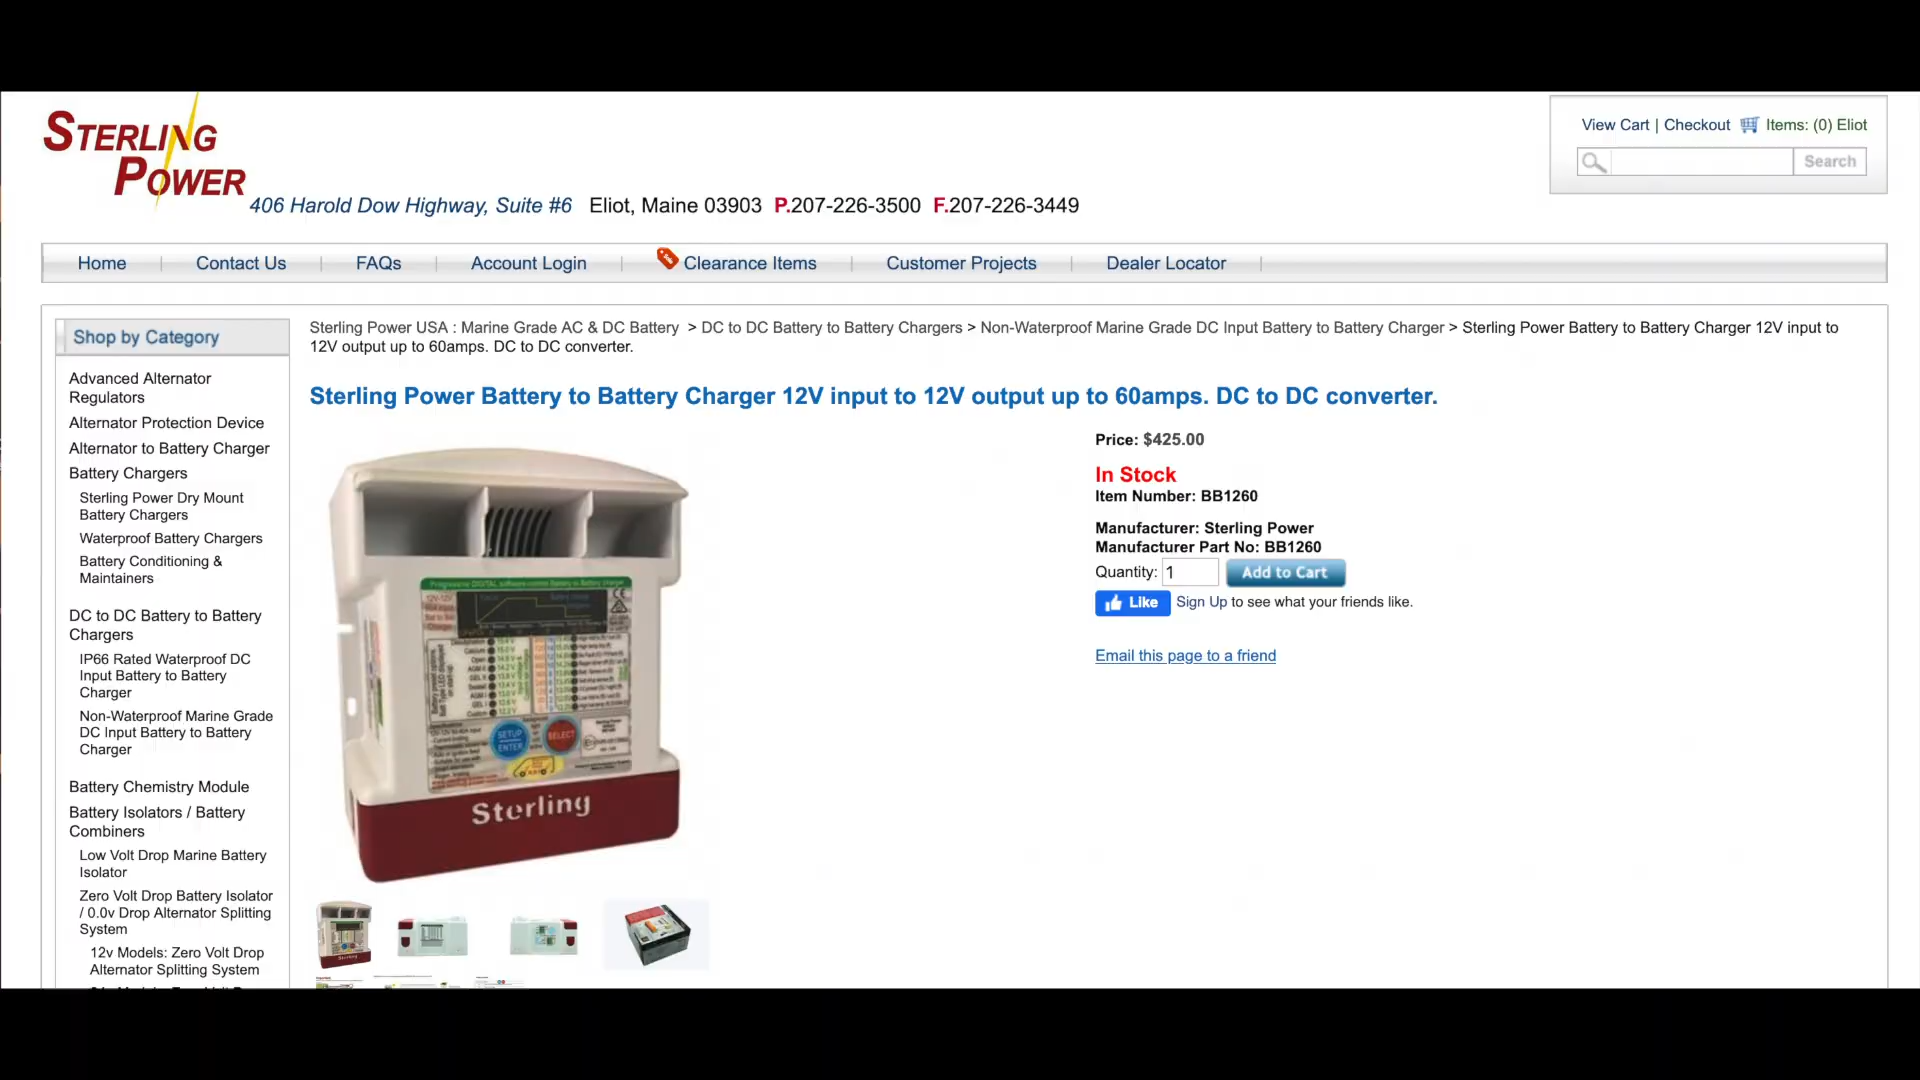 STERLING
POWER
406 Harold Dow Highway, Suite #6 Eliot, Maine 03903 P.207-226-3500 F.207-226-3449
View Cart | Checkout Items: (0) Eliot
Search
Home
Contact Us
FAQs
Account Login
Clearance Items
Customer Projects
Dealer Locator
Shop by Category
Advanced Alternator
Regulators
Alternator Protection Device
Alternator to Battery Charger
Battery Chargers
Sterling Power Dry Mount
Battery Chargers
Waterproof Battery Chargers
Battery Conditioning &
Maintainers
DC to DC Battery to Battery
Chargers
IP66 Rated Waterproof DC
Input Battery to Battery
Charger
Non-Waterproof Marine Grade
DC Input Battery to Battery
Charger
Battery Chemistry Module
Battery Isolators / Battery
Combiners
Low Volt Drop Marine Battery
Isolator
Zero Volt Drop Battery Isolator
/ 0.0v Drop Alternator Splitting
System
12v Models: Zero Volt Drop
Alternator Splitting System
Sterling Power USA : Marine Grade AC & DC Battery > DC to DC Battery to Battery Chargers > Non-Waterproof Marine Grade DC Input Battery to Battery Charger > Sterling Power Battery to Battery Charger 12V input to
12V output up to 60amps. DC to DC converter.
Sterling Power Battery to Battery Charger 12V input to 12V output up to 60amps. DC to DC converter.
SETUP
ENTER
SELECT
Sterling
Price: $425.00
In Stock
Item Number: BB1260
Manufacturer: Sterling Power
Manufacturer Part No: BB1260
Quantity: 1 Add to Cart
Like Sign Up to see what your friends like.
Email this page to a friend